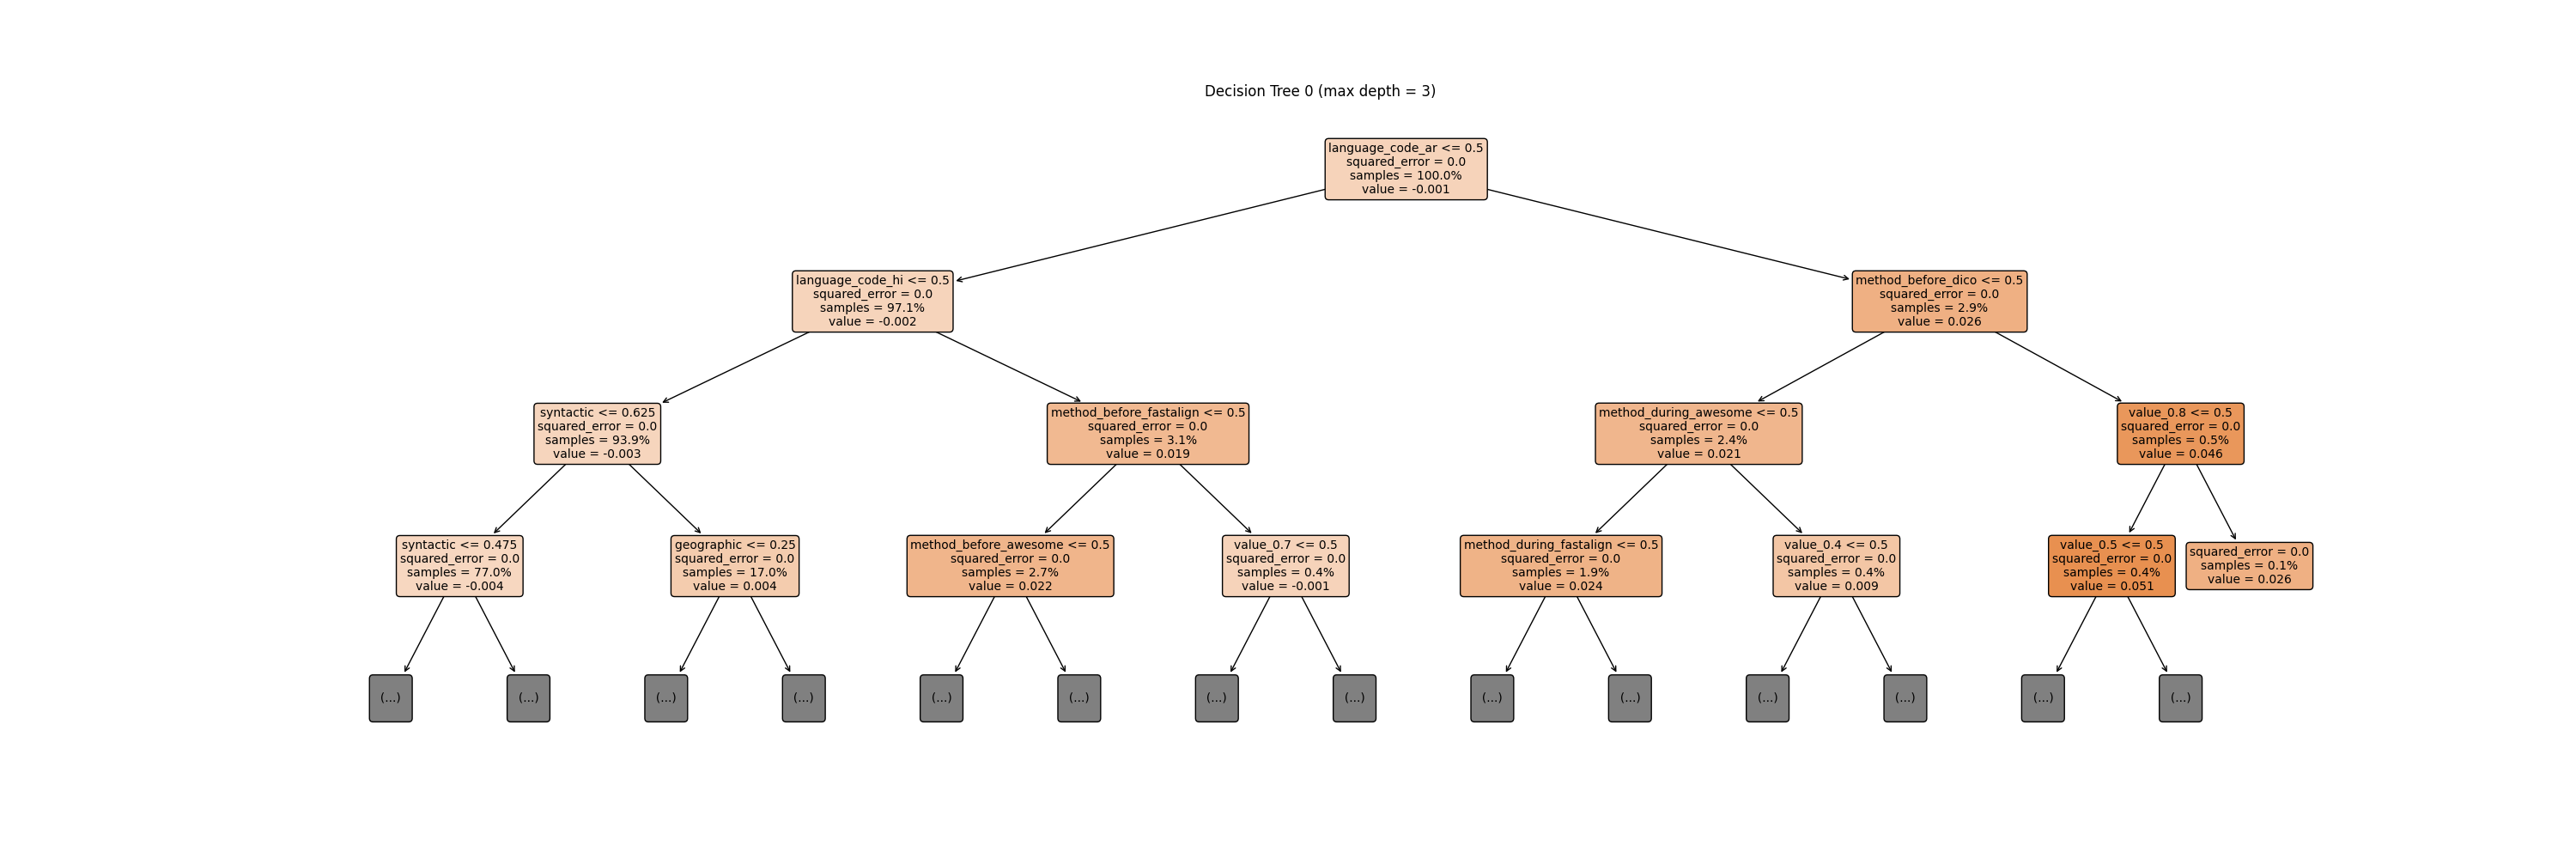 Decision Tree 0 (max depth = 3)
language_code_ar <= 0.5
squared_error = 0.0
samples = 100.0%
value = -0.001
language_code_hi <= 0.5
squared_error = 0.0
samples = 97.1%
value = -0.002
method_before_dico <= 0.5
squared_error = 0.0
samples = 2.9%
value = 0.026
syntactic <= 0.625
squared_error = 0.0
samples = 93.9%
value = -0.003
method_before_fastalign <= 0.5
squared_error = 0.0
samples = 3.1%
value = 0.019
method_during_awesome <= 0.5
squared_error = 0.0
samples = 2.4%
value = 0.021
value_0.8 <= 0.5
squared_error = 0.0
samples = 0.5%
value = 0.046
syntactic <= 0.475
squared_error = 0.0
samples = 77.0%
value = -0.004
geographic <= 0.25
squared_error = 0.0
samples = 17.0%
value = 0.004
method_before_awesome <= 0.5
squared_error = 0.0
samples = 2.7%
value = 0.022
value_0.7 <= 0.5
squared_error = 0.0
samples = 0.4%
value = -0.001
method_during_fastalign <= 0.5
squared_error = 0.0
samples = 1.9%
value = 0.024
value_0.4 <= 0.5
squared_error = 0.0
samples = 0.4%
value = 0.009
value_0.5 <= 0.5
squared_error = 0.0
samples = 0.4%
value = 0.051
squared_error = 0.0
samples = 0.1%
value = 0.026
(...)
(...)
(...)
(...)
(...)
(...)
(...)
(...)
(...)
(...)
(...)
(...)
(...)
(...)